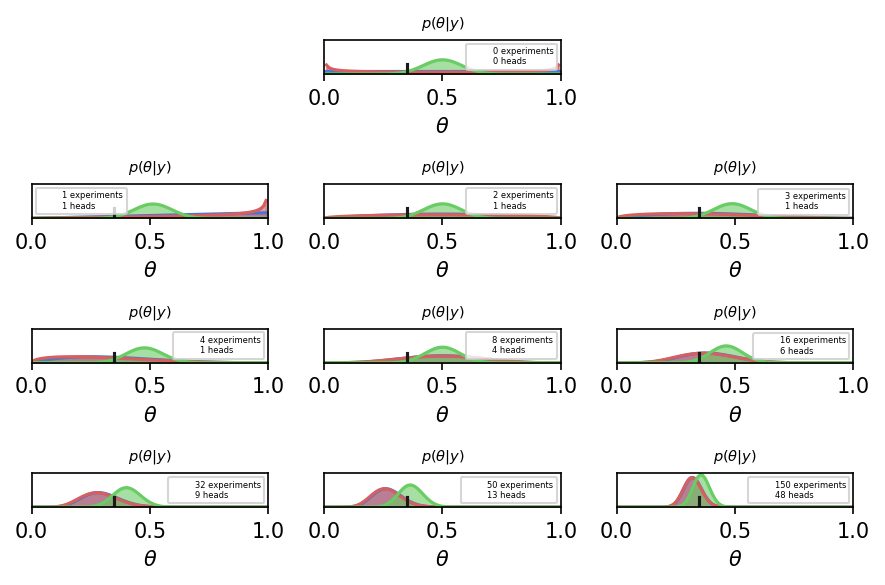 p(θ|y)
0 experiments
0 heads
0.0 0.5 1.0
θ
p(θ|y) p(θ|y) p(θ|y)
1 experiments
1 heads
2 experiments
1 heads
3 experiments
1 heads
0.0 0.5 1.0 0.0 0.5 1.0 0.0 0.5 1.0
θ θ θ
p(θ|y) p(θ|y) p(θ|y)
4 experiments
1 heads
8 experiments
4 heads
16 experiments
6 heads
0.0 0.5 1.0 0.0 0.5 1.0 0.0 0.5 1.0
θ θ θ
p(θ|y) p(θ|y) p(θ|y)
32 experiments
9 heads
50 experiments
13 heads
150 experiments
48 heads
0.0 0.5 1.0 0.0 0.5 1.0 0.0 0.5 1.0
θ θ θ